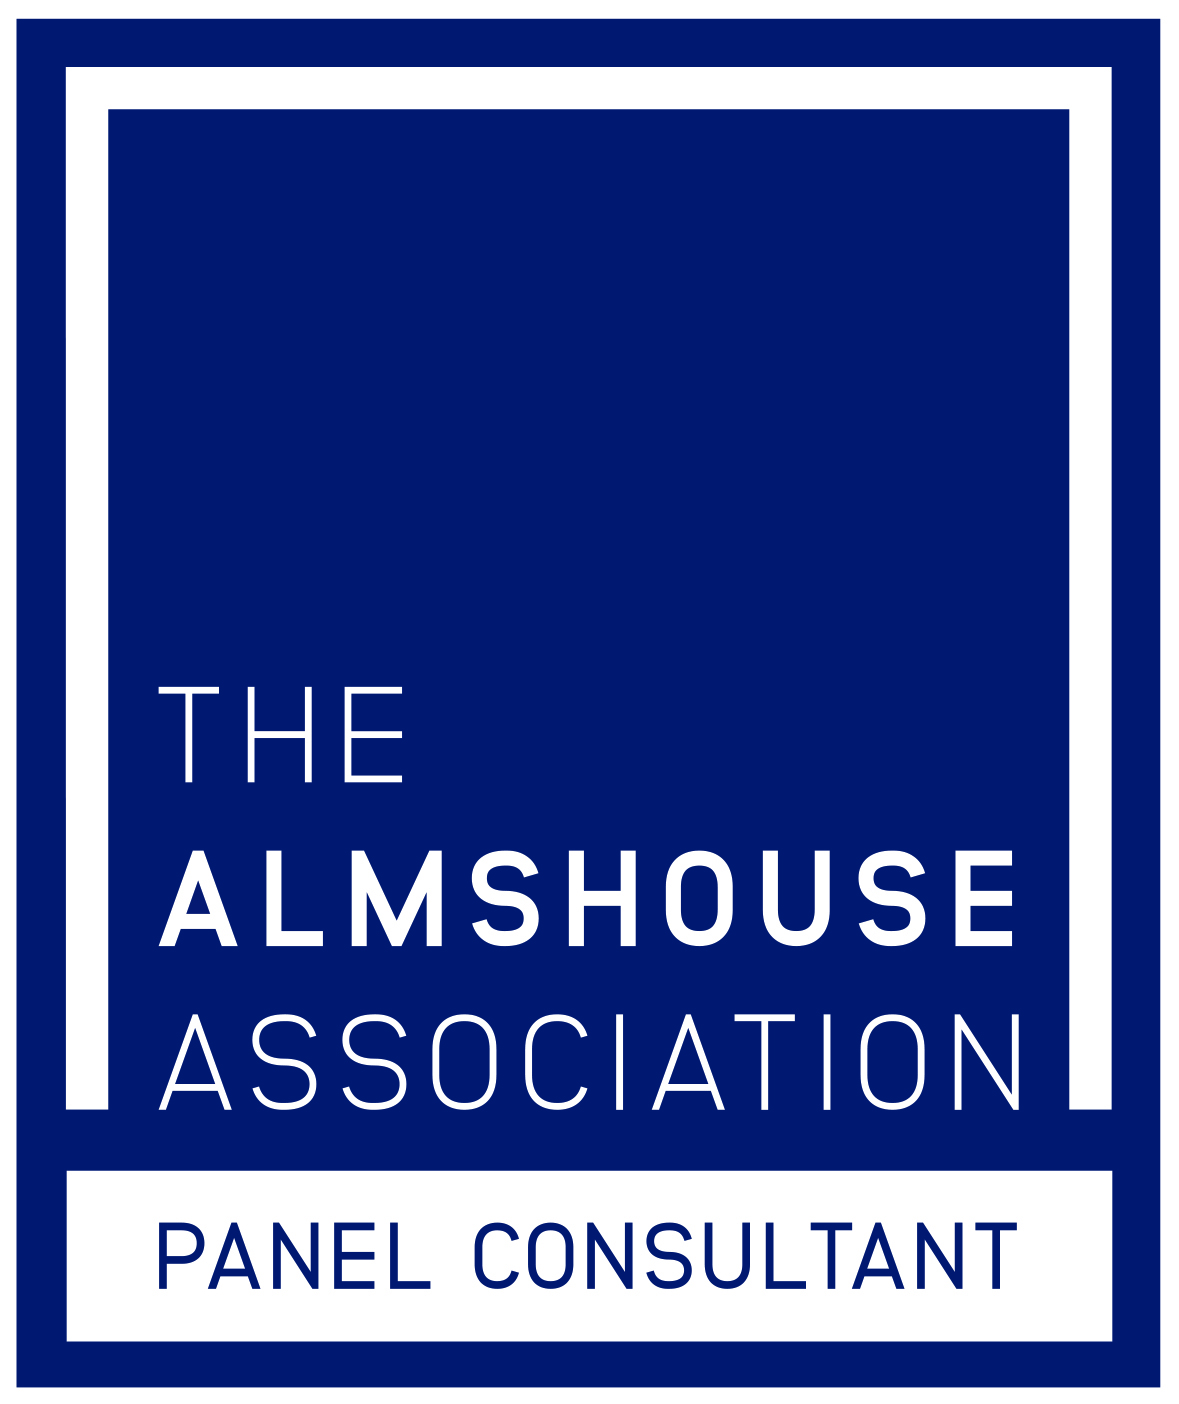 THE
ALMSHOUSE
ASSOCIATION
PANEL CONSULTANT